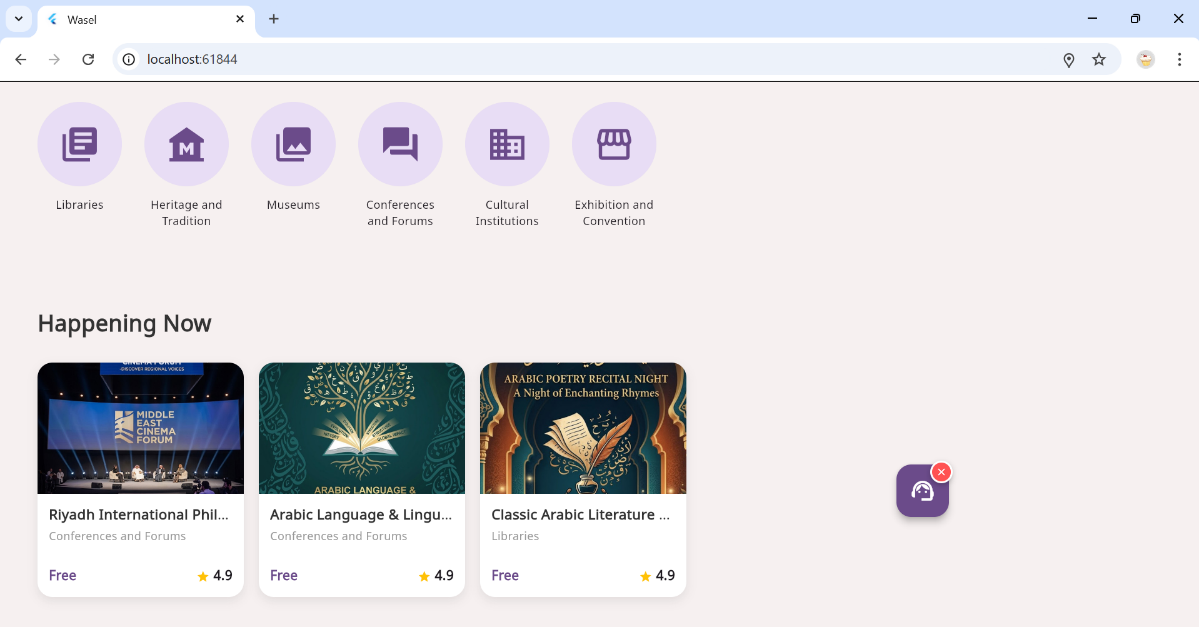 Wasel
localhost:61844
M
Libraries
Heritage and
Tradition
Museums
Conferences
and Forums
Cultural
Institutions
Exhibition and
Convention
Happening Now
DISCOVER REGIONAL VOICES
MIDDLE
EAST
CINEMA
FORUM
ARABIC LANGUAGE &
ARABIC POETRY RECITAL NIGHT
A Night of Enchanting Rhymes
Riyadh International Phil...
Conferences and Forums
Free
4.9
Arabic Language & Lingu...
Conferences and Forums
Free
4.9
Classic Arabic Literature ...
Libraries
Free
4.9